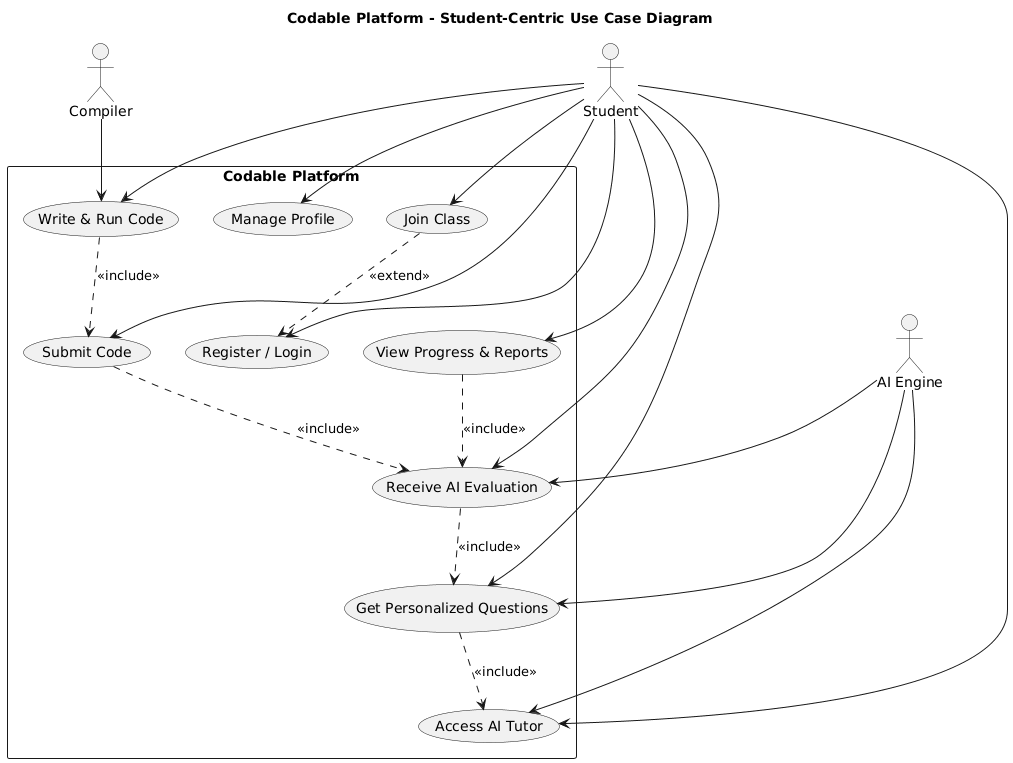 Codable Platform - Student-Centric Use Case Diagram
Compiler
Student
Codable Platform
Write & Run Code
Manage Profile
Join Class
«include»
«extend»
Submit Code
Register / Login
View Progress & Reports
AI Engine
«include»
«include»
Receive AI Evaluation
«include»
Get Personalized Questions
«include»
Access AI Tutor